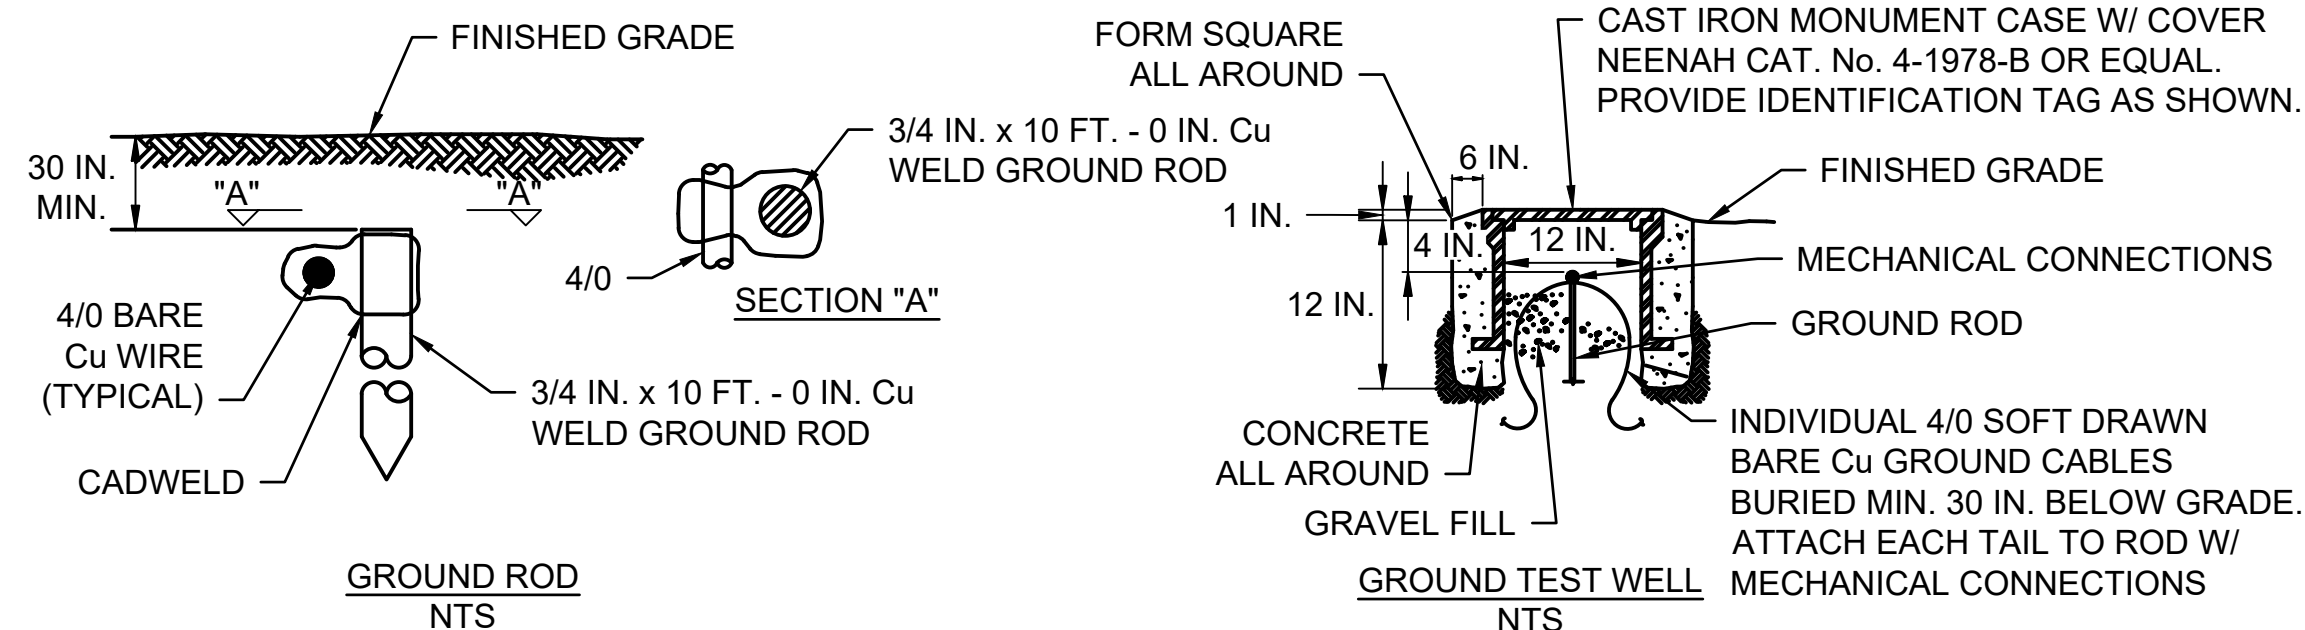 FINISHED GRADE
30 IN.
MIN.
"A"
"A"
3/4 IN. x 10 FT. - 0 IN. Cu
WELD GROUND ROD
4/0
SECTION "A"
4/0 BARE
Cu WIRE
(TYPICAL)
3/4 IN. x 10 FT. - 0 IN. Cu
WELD GROUND ROD
CADWELD
GROUND ROD
NTS
FORM SQUARE
ALL AROUND
CAST IRON MONUMENT CASE W/ COVER
NEENAH CAT. No. 4-1978-B OR EQUAL.
PROVIDE IDENTIFICATION TAG AS SHOWN.
6 IN.
FINISHED GRADE
1 IN.
4 IN.
12 IN.
MECHANICAL CONNECTIONS
12 IN.
GROUND ROD
CONCRETE
ALL AROUND
GRAVEL FILL
INDIVIDUAL 4/0 SOFT DRAWN
BARE Cu GROUND CABLES
BURIED MIN. 30 IN. BELOW GRADE.
ATTACH EACH TAIL TO ROD W/
MECHANICAL CONNECTIONS
GROUND TEST WELL
NTS